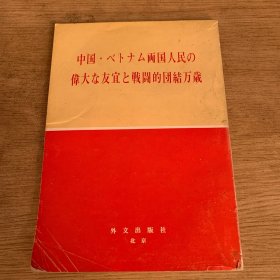 中国・ベトナム両国人民の
偉大な友宜と戦闘的団結万歳
外文出版社
北京